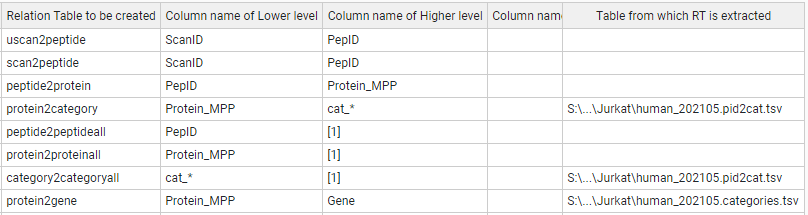 Relation Table to be created Column name of Lower level Column name of Higher level Column nam Table from which RT is extracted
uscan2peptide ScanID PepID
scan2peptide ScanID PepID
peptide2protein PepID Protein_MPP
protein2category Protein_MPP cat_* S:\...\Jurkat\human_202105.pid2cat.tsv
peptide2peptideall PepID [1]
protein2proteinall Protein_MPP [1]
category2categoryall cat_* [1] S:\...\Jurkat\human_202105.pid2cat.tsv
protein2gene Protein_MPP Gene S:\...\Jurkat\human_202105.categories.tsv